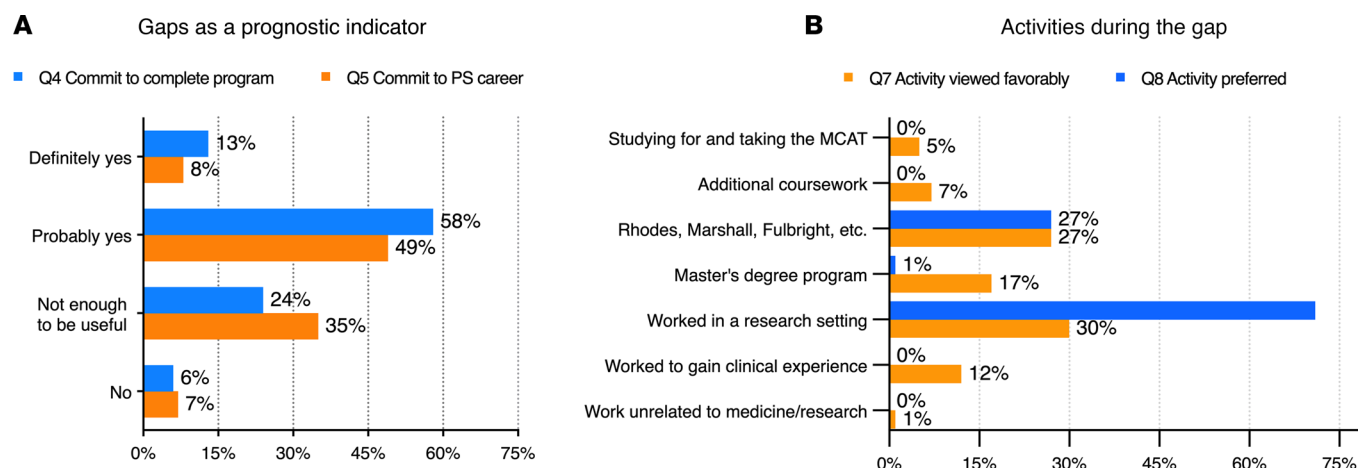 A
Gaps as a prognostic indicator
Q4 Commit to complete program
Q5 Commit to PS career
Definitely yes
13%
8%
Probably yes
58%
49%
Not enough
to be useful
24%
35%
No
6%
7%
0%
15%
30%
45%
60%
75%
B
Activities during the gap
Q7 Activity viewed favorably
Q8 Activity preferred
Studying for and taking the MCAT
0%
5%
Additional coursework
0%
7%
Rhodes, Marshall, Fulbright, etc.
27%
27%
Master's degree program
1%
17%
Worked in a research setting
30%
Worked to gain clinical experience
0%
12%
Work unrelated to medicine/research
0%
1%
0%
15%
30%
45%
60%
75%